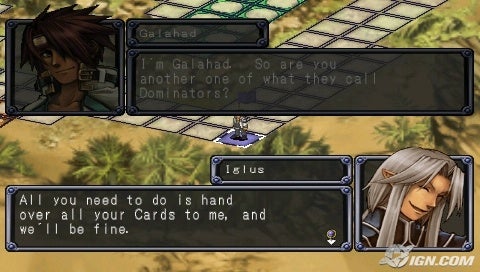 Galahad
I'm Galahad. So are you
another one of what they call
Dominators?
Iglus
All you need to do is hand
over all your Cards to me, and
we'll be fine.
IGN.COM